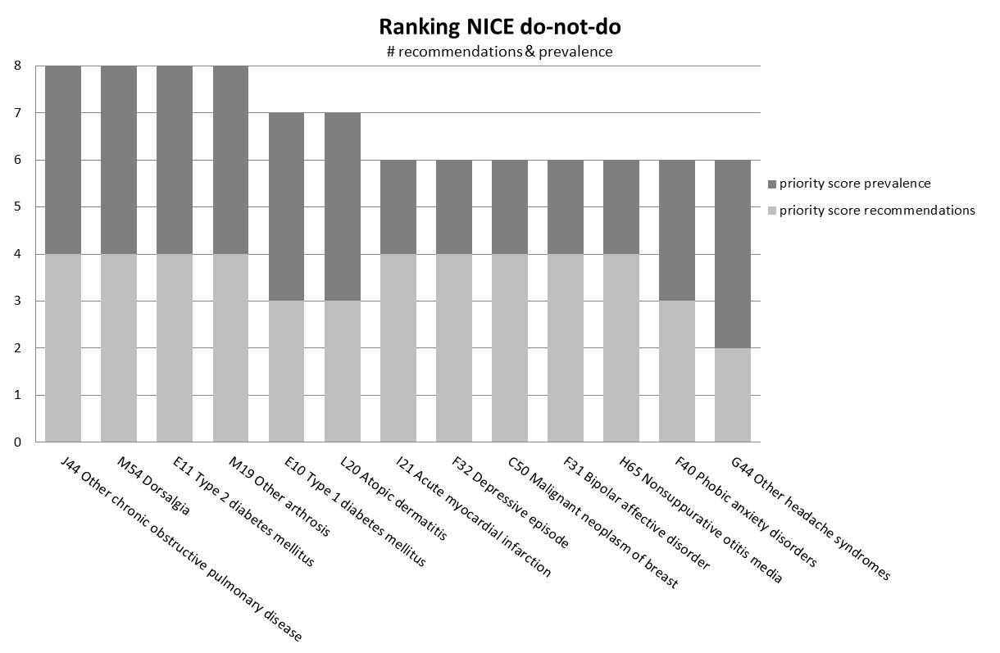 Ranking NICE do-not-do
# recommendations & prevalence
8
7
6
5
4
3
2
1
0
priority score prevalence
priority score recommendations
J44 Other chronic obstructive pulmonary disease
M54 Dorsalgia
E11 Type 2 diabetes mellitus
M19 Other arthrosis
E10 Type 1 diabetes mellitus
L20 Atopic dermatitis
I21 Acute myocardial infarction
F32 Depressive episode
C50 Malignant neoplasm of breast
F31 Bipolar affective disorder
H65 Nonsuppurative otitis media
F40 Phobic anxiety disorders
G44 Other headache syndromes